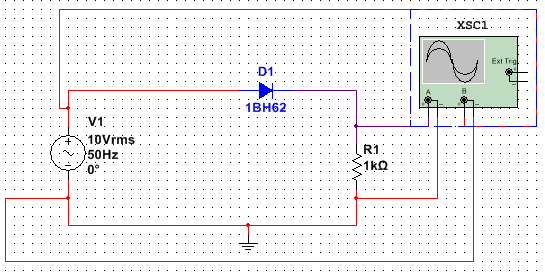 XSC1
Ext Trig
+
-
A
B
+
-
+
-
D1
1BH62
V1
10Vrms
50Hz
0°
R1
1kΩ